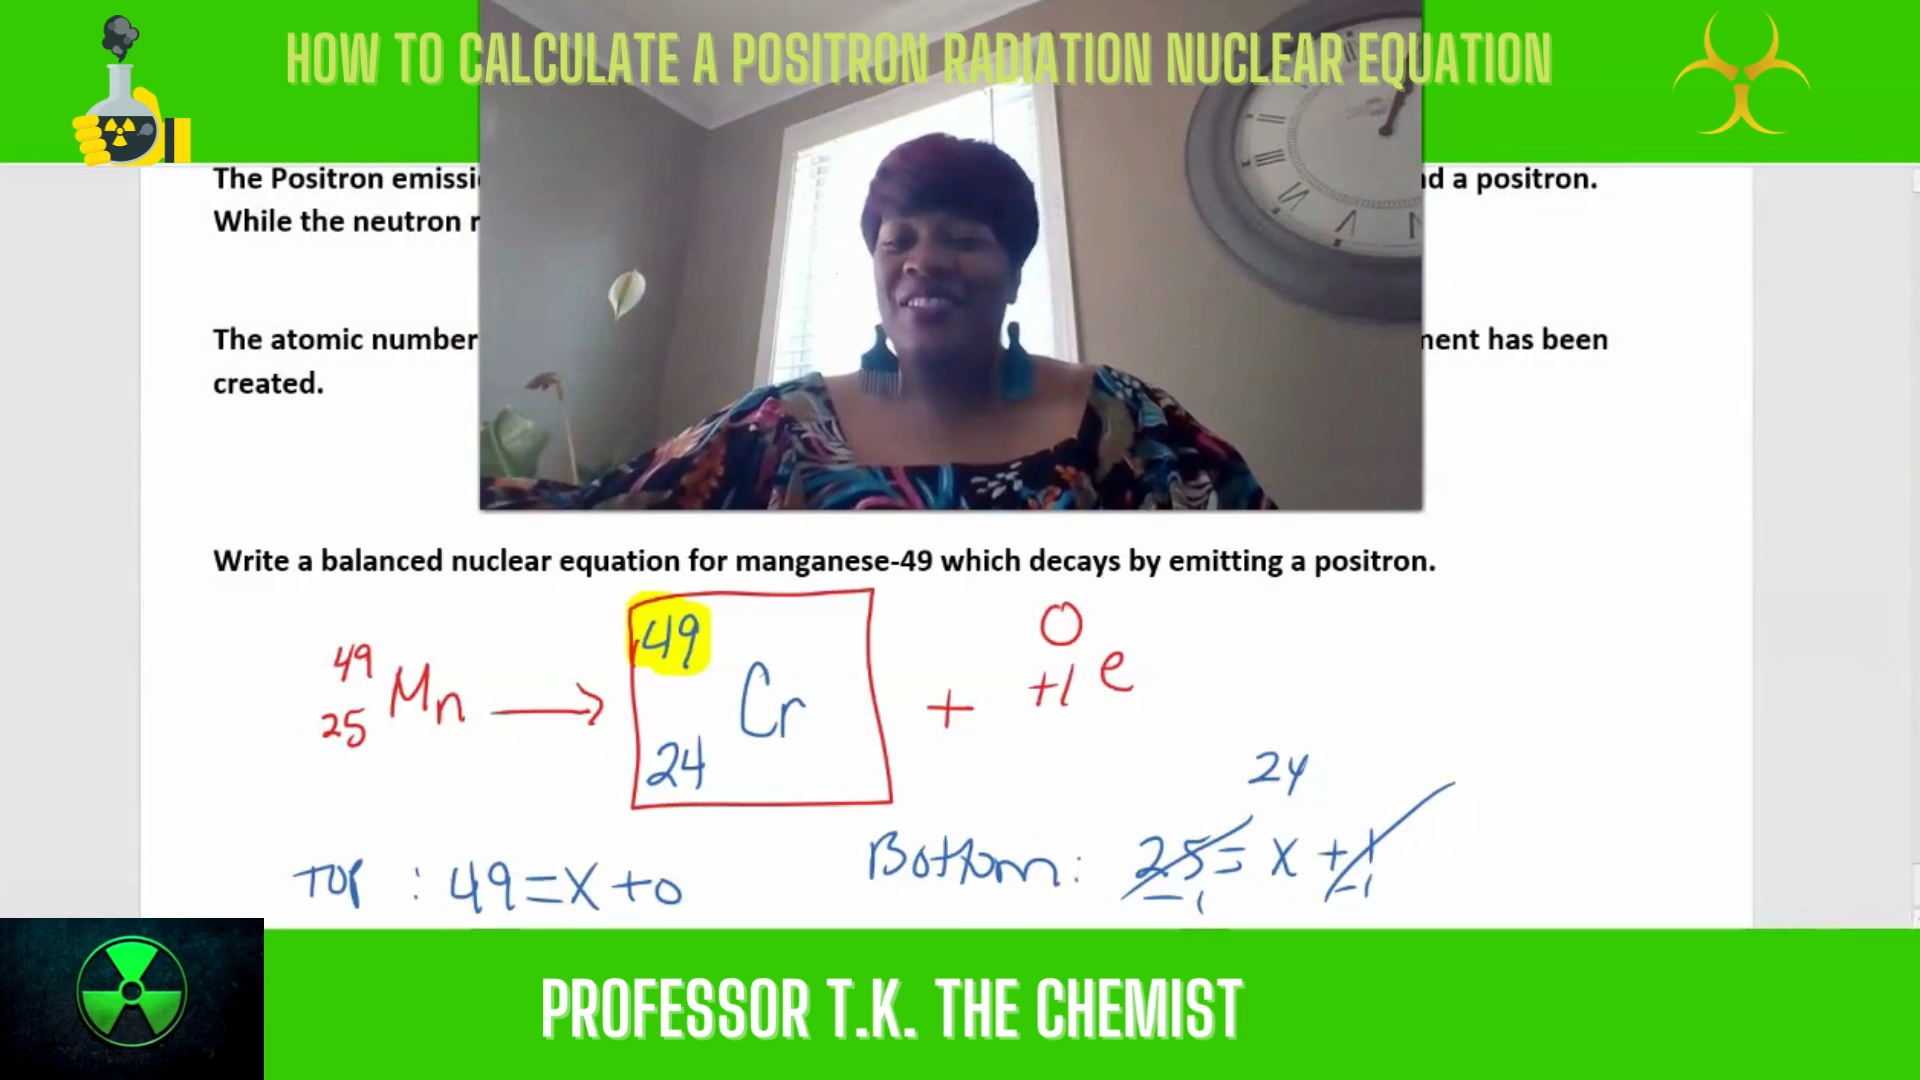 HOW TO CALCULATE A POSITRON RADIATION NUCLEAR EQUATION
The Positron emissi nd a positron.
While the neutron r
The atomic number ment has been
created.
Write a balanced nuclear equation for manganese-49 which decays by emitting a positron.
49 49 0
Mn → Cr + e
25 24 +1
24
TOP : 49=X+0 Bottom: 25=X+1
-1 -1
PROFESSOR T.K. THE CHEMIST